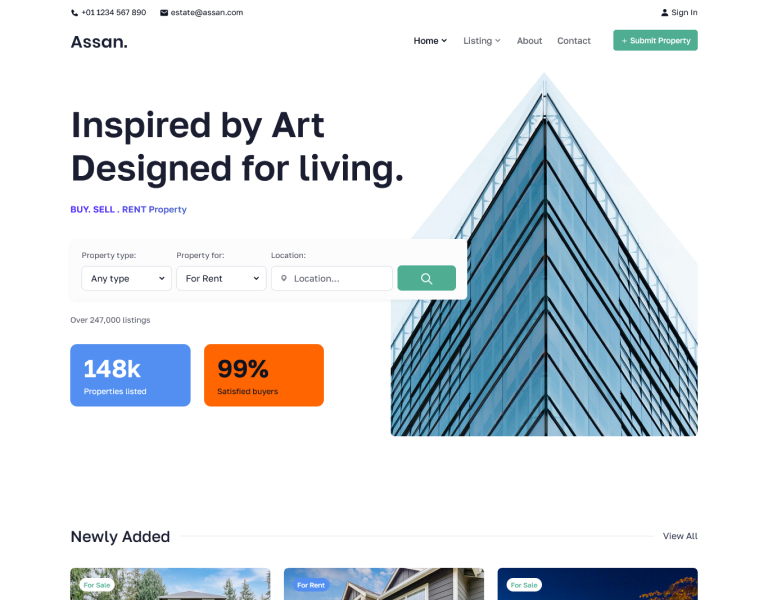 +01 1234 567 890
estate@assan.com
Sign In
Assan.
Home
Listing
About
Contact
+ Submit Property
Inspired by Art
Designed for living.
BUY. SELL . RENT Property
Property type:
Property for:
Location:
Any type
For Rent
Location...
Over 247,000 listings
148k
Properties listed
99%
Satisfied buyers
Newly Added
View All
For Sale
For Rent
For Sale